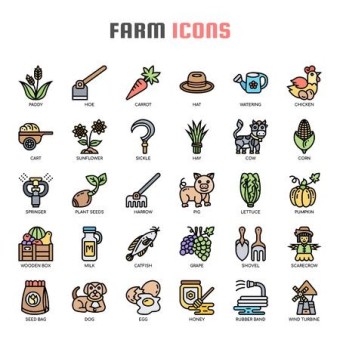 FARM ICONS
PADDY HOE CARROT HAT WATERING CHICKEN
CART SUNFLOWER SICKLE HAY COW CORN
SPRINGER PLANT SEEDS HARROW PIG LETTUCE PUMPKIN
WOODEN BOX MILK CATFISH GRAPE SHOVEL SCARECROW
SEED BAG DOG EGG HONEY RUBBER BAND WIND TURBINE